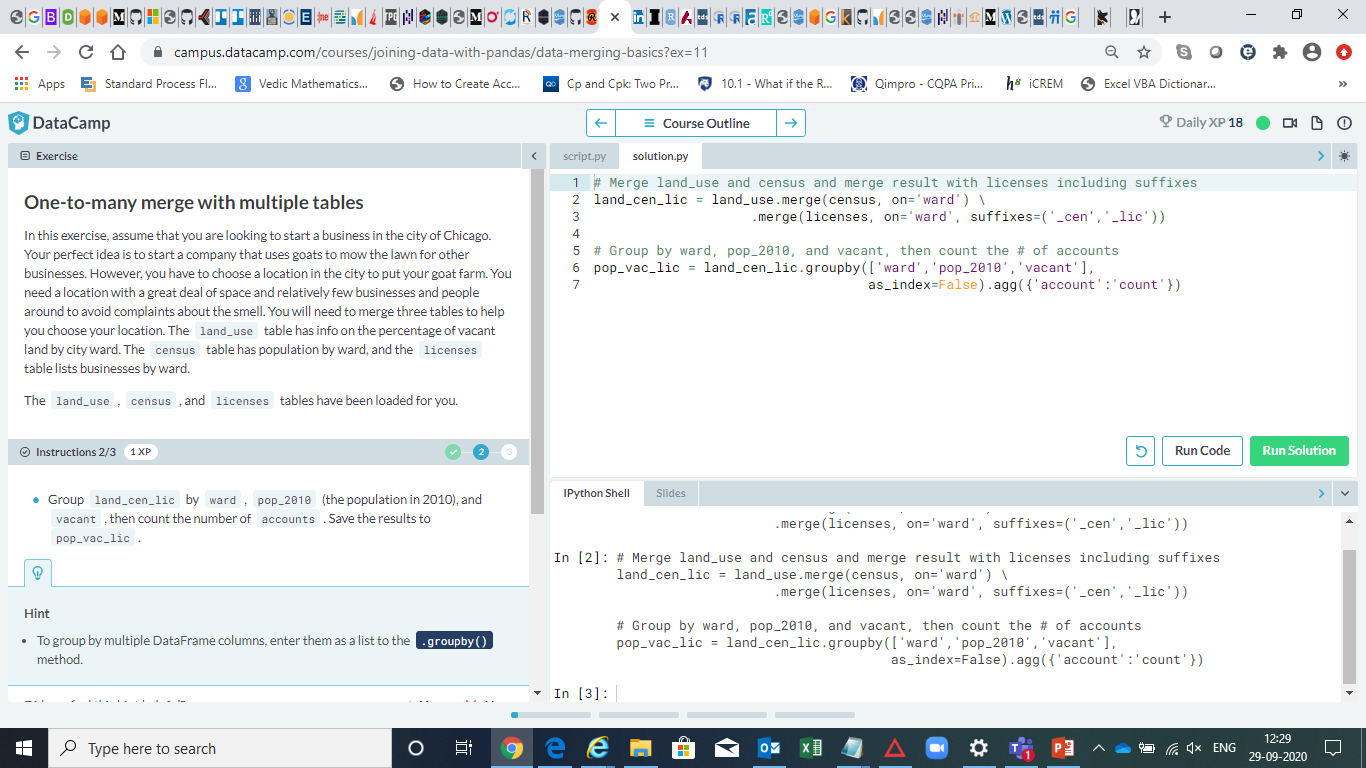 campus.datacamp.com/courses/joining-data-with-pandas/data-merging-basics?ex=11
Apps
Standard Process Fl...
Vedic Mathematics...
How to Create Acc...
Cp and Cpk: Two Pr...
10.1 - What if the R...
Qimpro - CQPA Pri...
iCREM
Excel VBA Dictionar...
DataCamp
Course Outline
Daily XP 18
Exercise
script.py
solution.py
One-to-many merge with multiple tables
In this exercise, assume that you are looking to start a business in the city of Chicago.
Your perfect idea is to start a company that uses goats to mow the lawn for other
businesses. However, you have to choose a location in the city to put your goat farm. You
need a location with a great deal of space and relatively few businesses and people
around to avoid complaints about the smell. You will need to merge three tables to help
you choose your location. The land_use table has info on the percentage of vacant
land by city ward. The census table has population by ward, and the licenses
table lists businesses by ward.
The land_use , census , and licenses tables have been loaded for you.
Instructions 2/3 1 XP
2 3
Group land_cen_lic by ward , pop_2010 (the population in 2010), and
vacant , then count the number of accounts . Save the results to
pop_vac_lic .
Hint
• To group by multiple DataFrame columns, enter them as a list to the .groupby()
method.
1 # Merge land_use and census and merge result with licenses including suffixes
2 land_cen_lic = land_use.merge(census, on='ward') \
3 .merge(licenses, on='ward', suffixes=('_cen','_lic'))
4
5 # Group by ward, pop_2010, and vacant, then count the # of accounts
6 pop_vac_lic = land_cen_lic.groupby(['ward','pop_2010','vacant'],
7 as_index=False).agg({'account':'count'})
Run Code
Run Solution
IPython Shell
Slides
.merge(licenses, on='ward', suffixes=('_cen','_lic'))
In [2]: # Merge land_use and census and merge result with licenses including suffixes
land_cen_lic = land_use.merge(census, on='ward') \
.merge(licenses, on='ward', suffixes=('_cen','_lic'))
# Group by ward, pop_2010, and vacant, then count the # of accounts
pop_vac_lic = land_cen_lic.groupby(['ward','pop_2010','vacant'],
as_index=False).agg({'account':'count'})
In [3]:
Type here to search
ENG
12:29
29-09-2020